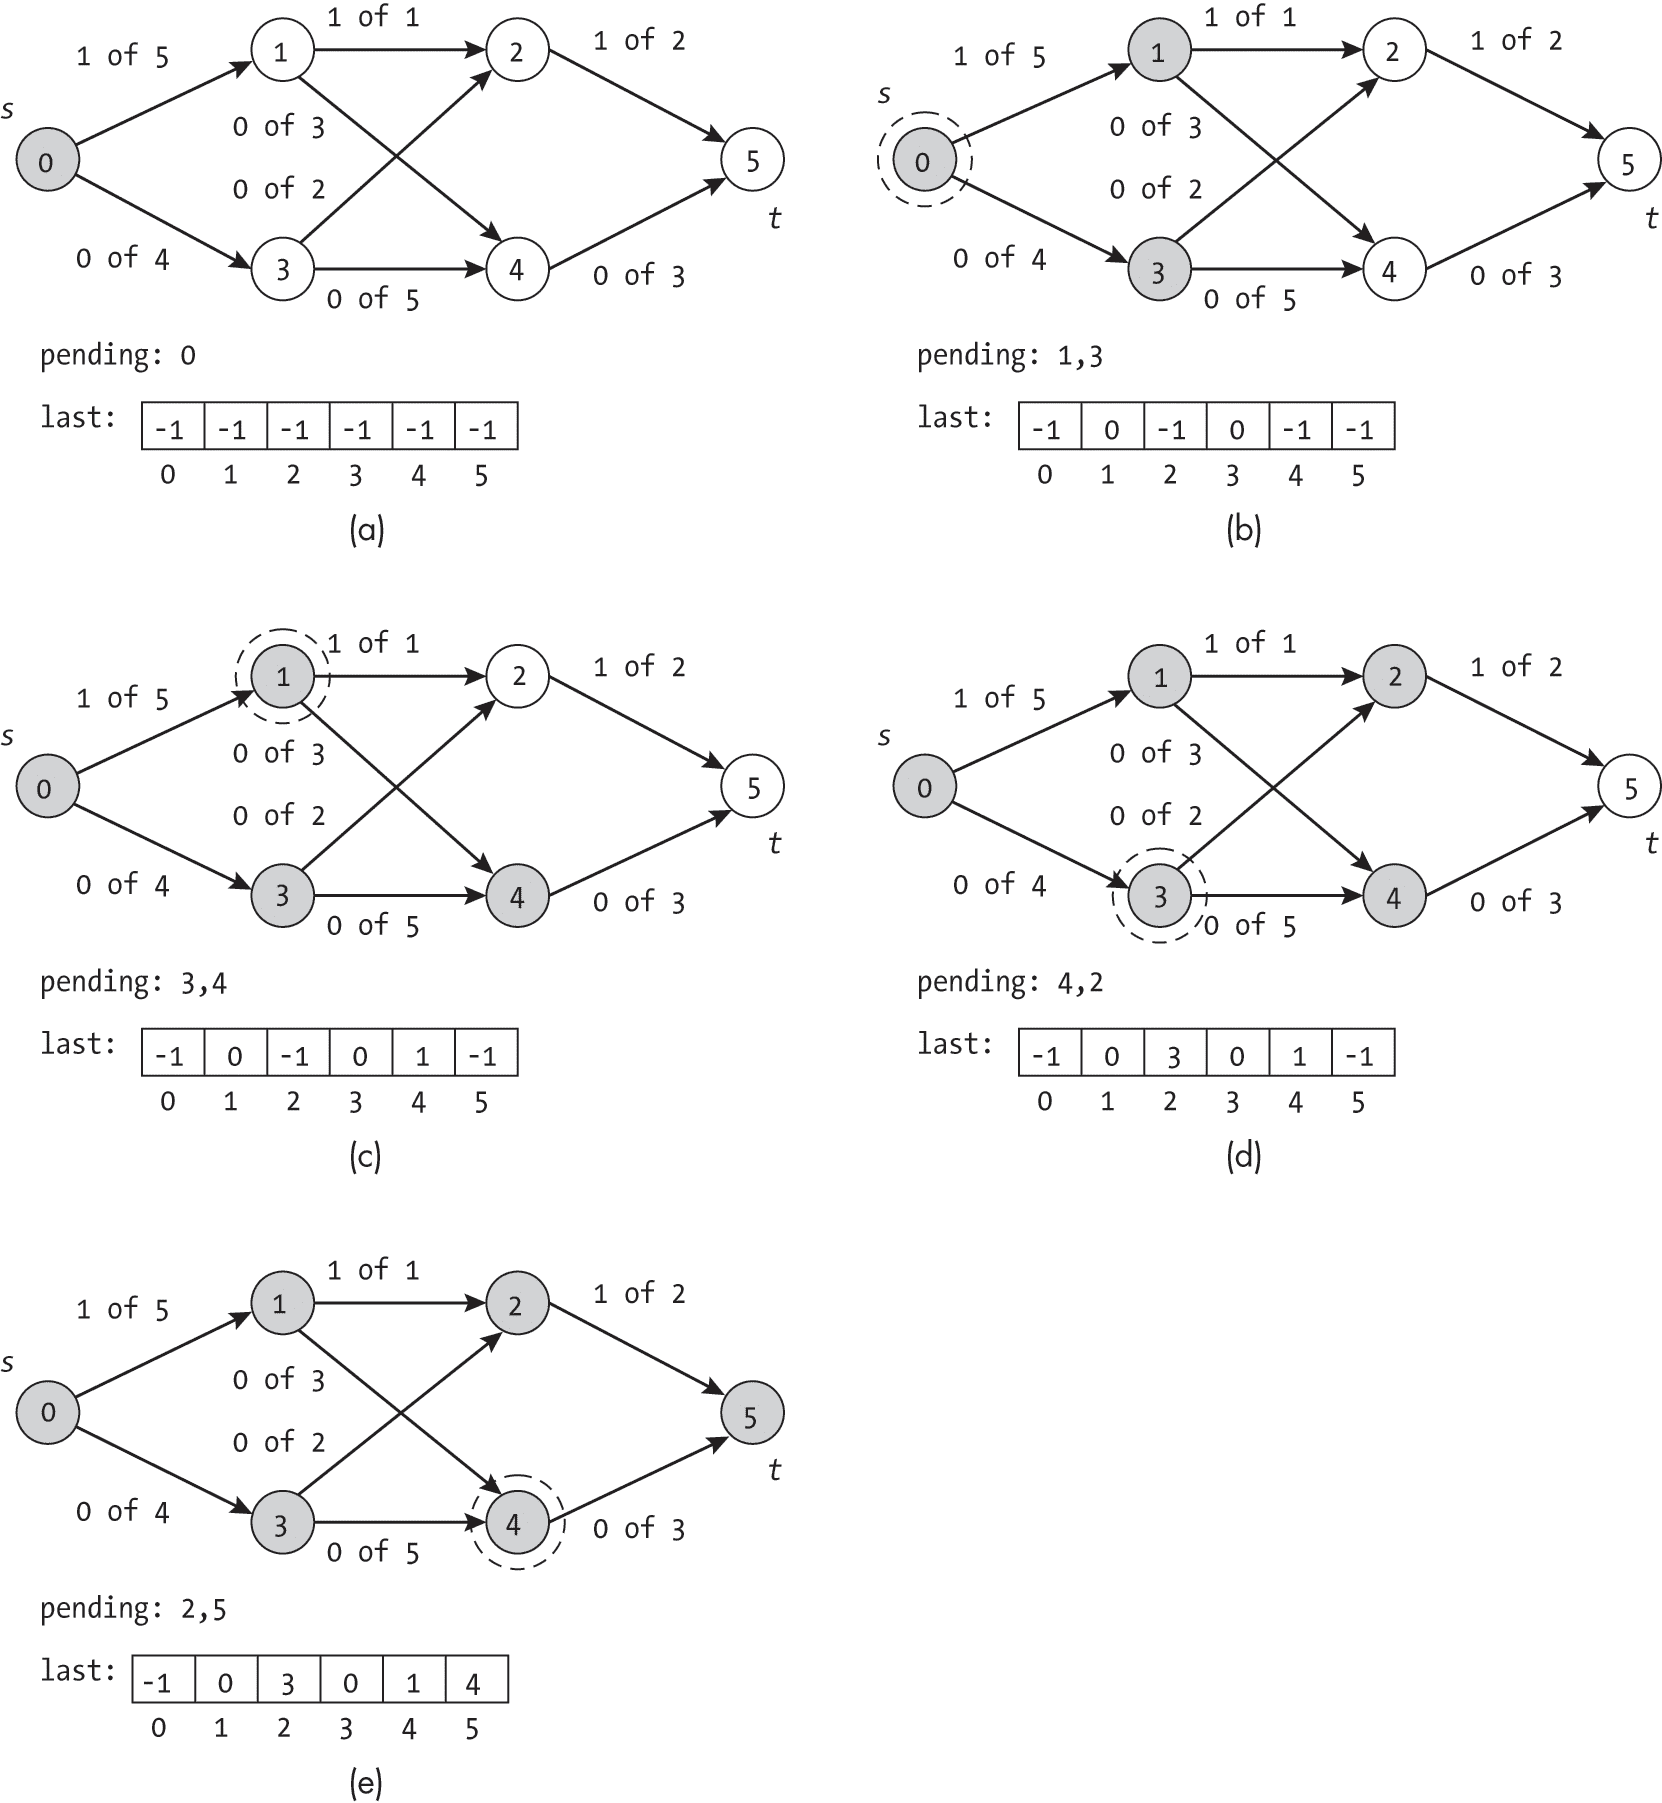 1 of 1
1 of 5
1 of 2
1
2
s
0 of 3
0
0 of 2
5
t
0 of 4
3
4
0 of 3
0 of 5
pending: 0
last: -1 -1 -1 -1 -1 -1
0 1 2 3 4 5
(a)
1 of 1
1 of 5
1 of 2
1
2
s
0 of 3
0
0 of 2
5
t
0 of 4
3
4
0 of 3
0 of 5
pending: 1,3
last: -1 0 -1 0 -1 -1
0 1 2 3 4 5
(b)
1 of 1
1 of 5
1 of 2
1
2
s
0 of 3
0
0 of 2
5
t
0 of 4
3
4
0 of 3
0 of 5
pending: 3,4
last: -1 0 -1 0 1 -1
0 1 2 3 4 5
(c)
1 of 1
1 of 5
1 of 2
1
2
s
0 of 3
0
0 of 2
5
t
0 of 4
3
4
0 of 3
0 of 5
pending: 4,2
last: -1 0 3 0 1 -1
0 1 2 3 4 5
(d)
1 of 1
1 of 5
1 of 2
1
2
s
0 of 3
0
0 of 2
5
t
0 of 4
3
4
0 of 3
0 of 5
pending: 2,5
last: -1 0 3 0 1 4
0 1 2 3 4 5
(e)